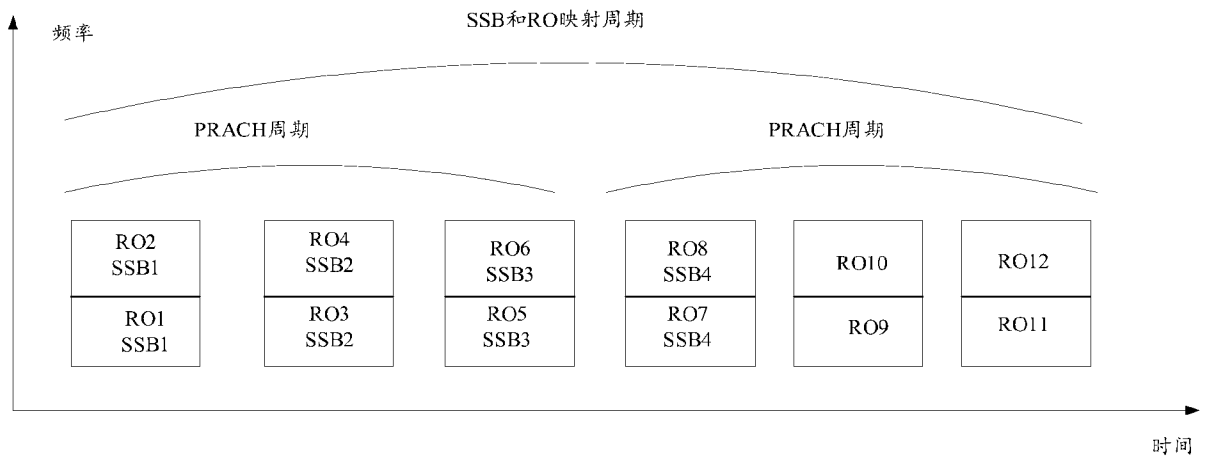 SSB和RO映射周期
频率
PRACH周期
PRACH周期
RO2
SSB1
RO4
SSB2
RO6
SSB3
RO8
SSB4
RO10
RO12
RO1
SSB1
RO3
SSB2
RO5
SSB3
RO7
SSB4
RO9
RO11
时间